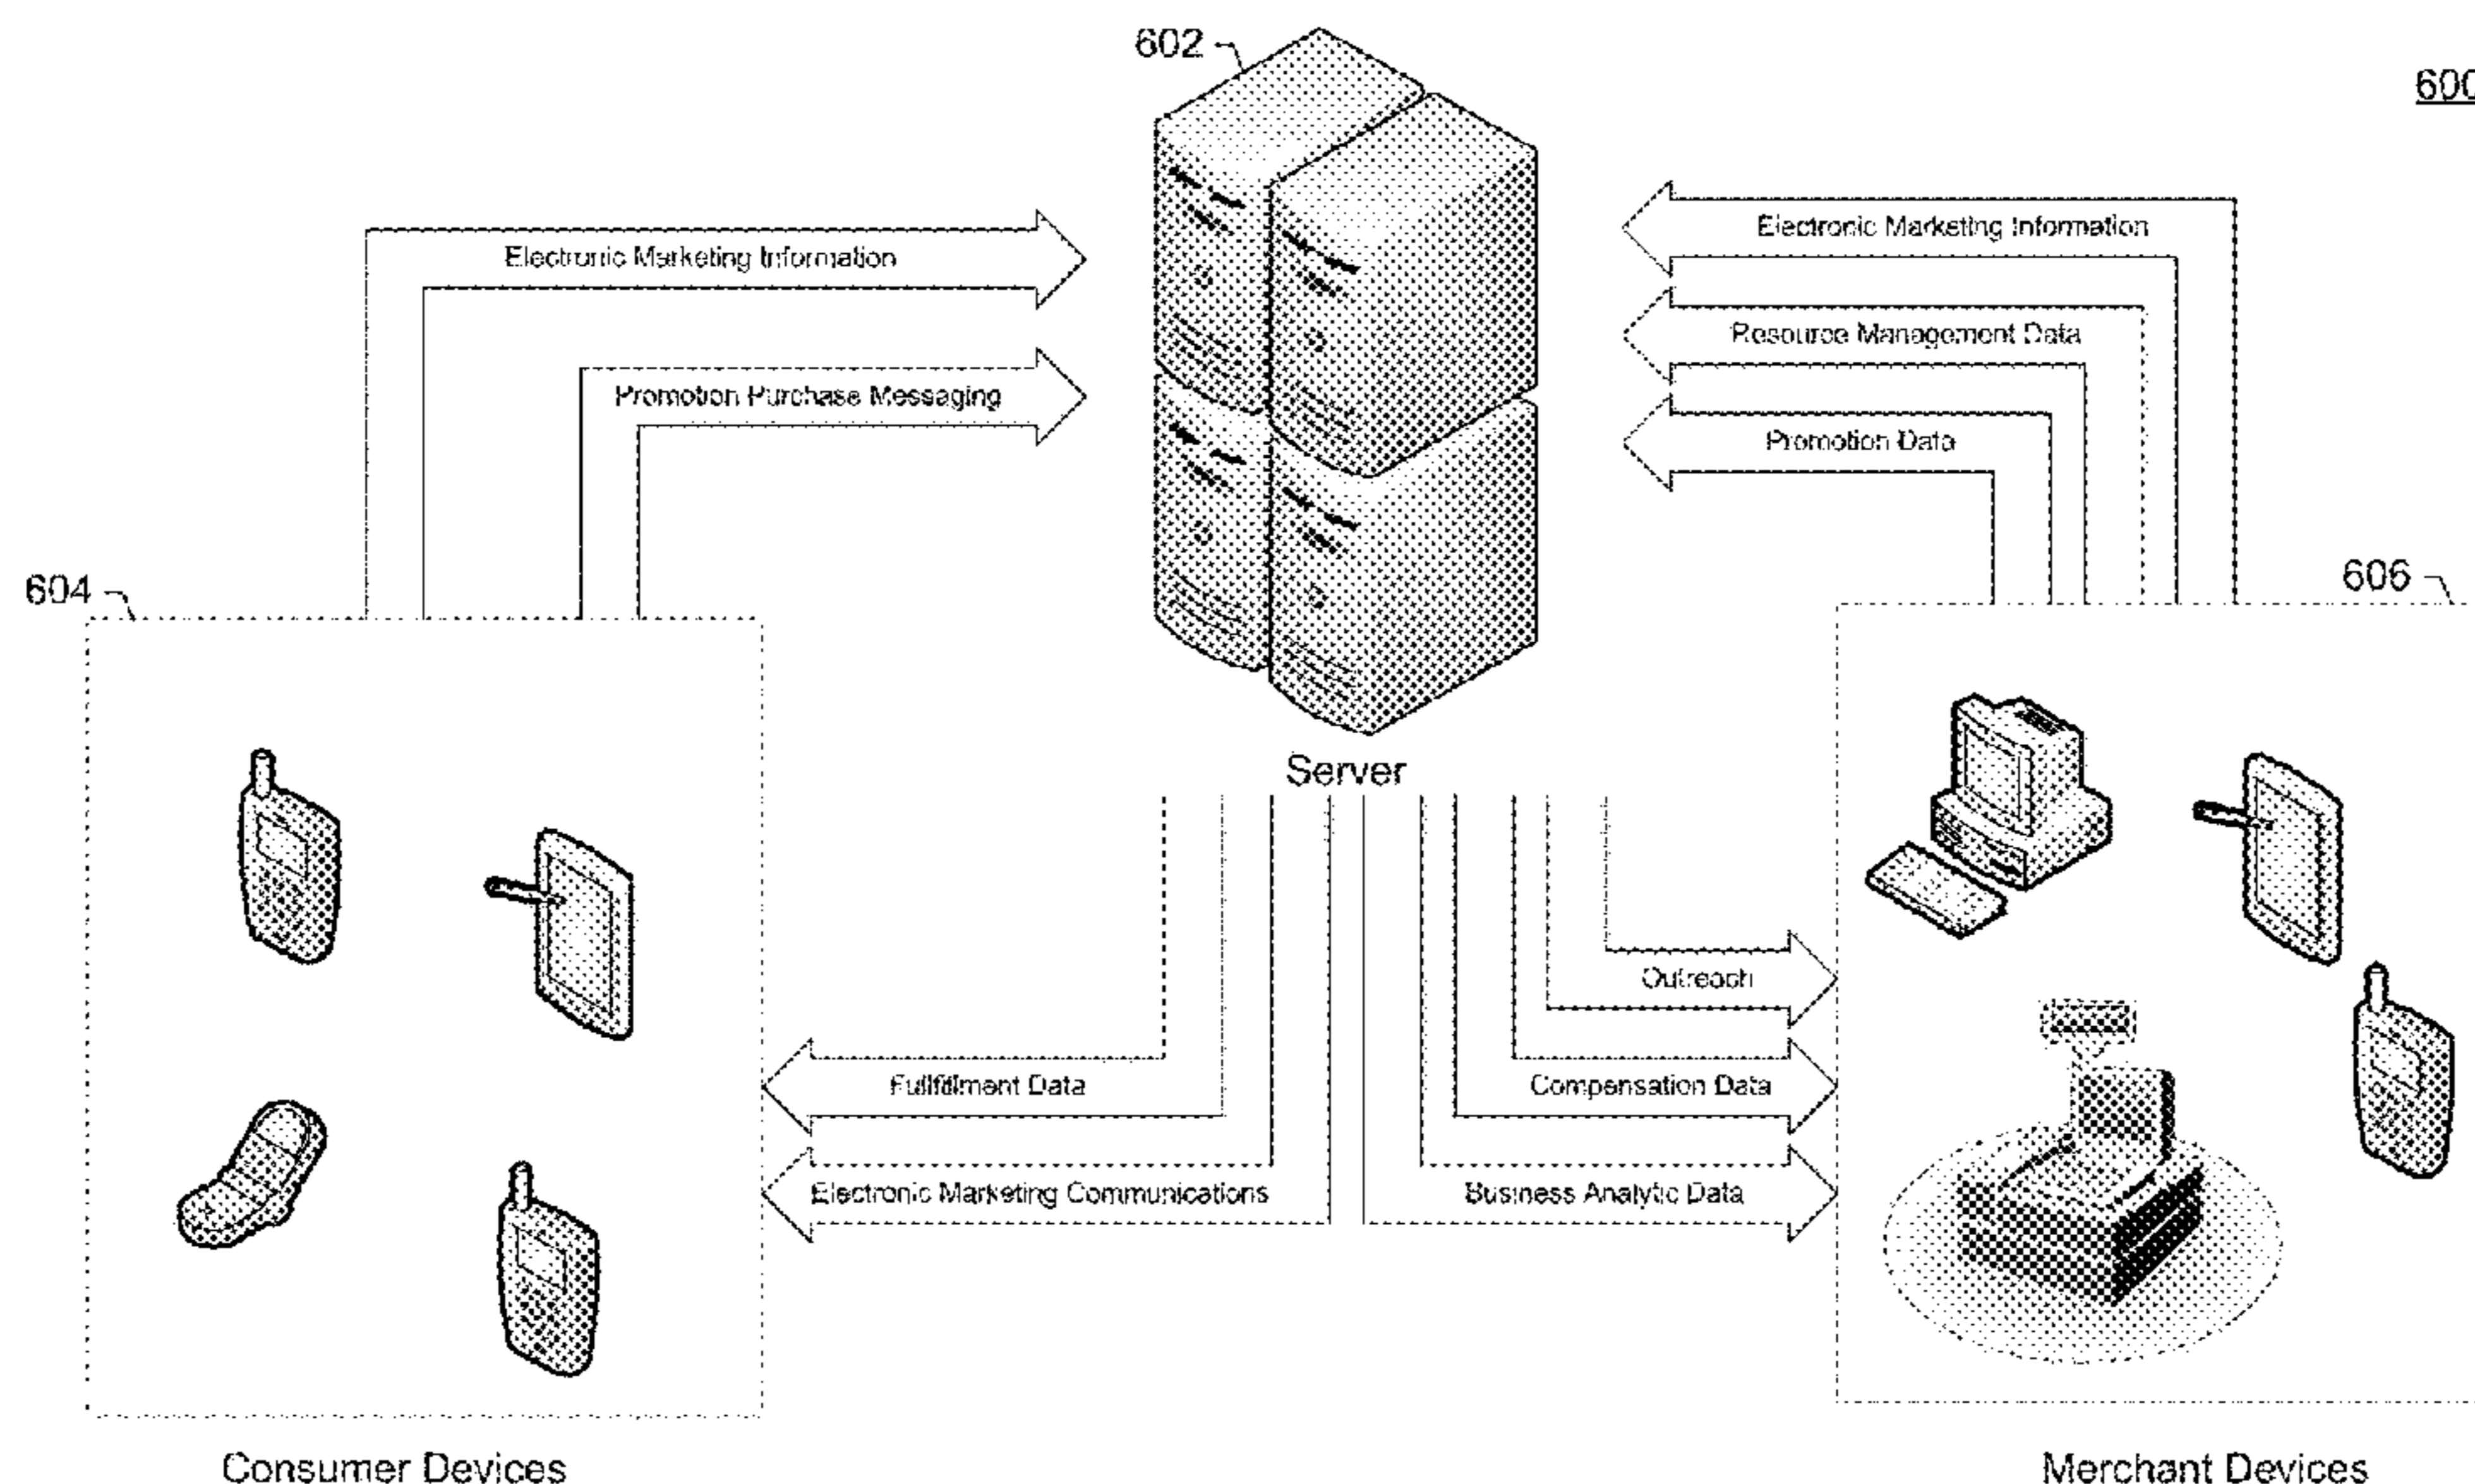 602
600
Electronic Marketing Information
Electronic Marketing Information
Resource Management Data
Promotion Purchase Messaging
Promotion Data
604
606
Server
Outreach
Fullfillment Data
Compensation Data
Electronic Marketing Communications
Business Analytic Data
Consumer Devices
Merchant Devices